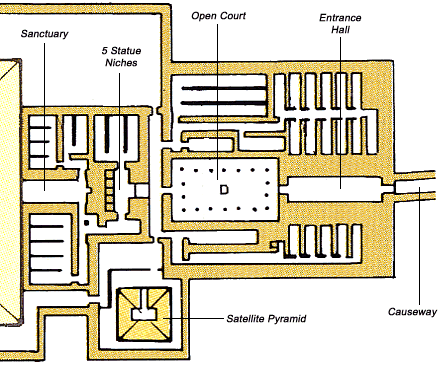 Open Court
Entrance
Hall
Sanctuary
5 Statue
Niches
D
Causeway
Satellite Pyramid